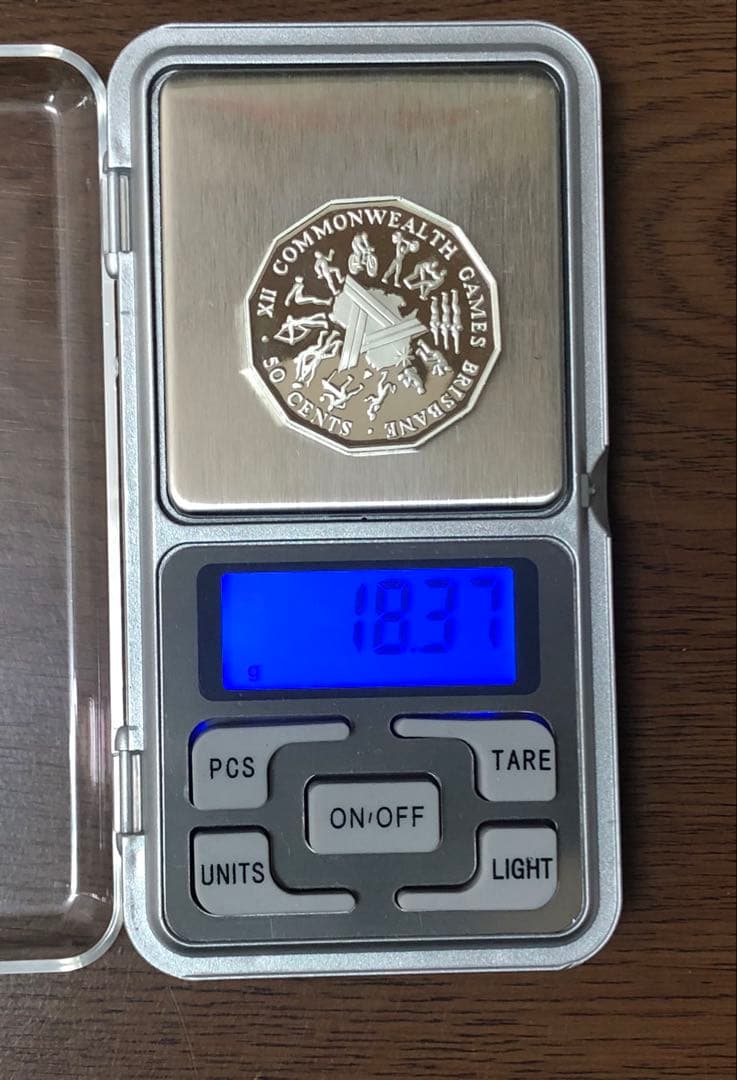 XII COMMONWEALTH GAMES BRISBANE · 50 CENTS ·
18.37
g
PCS
TARE
ON/OFF
UNITS
LIGHT